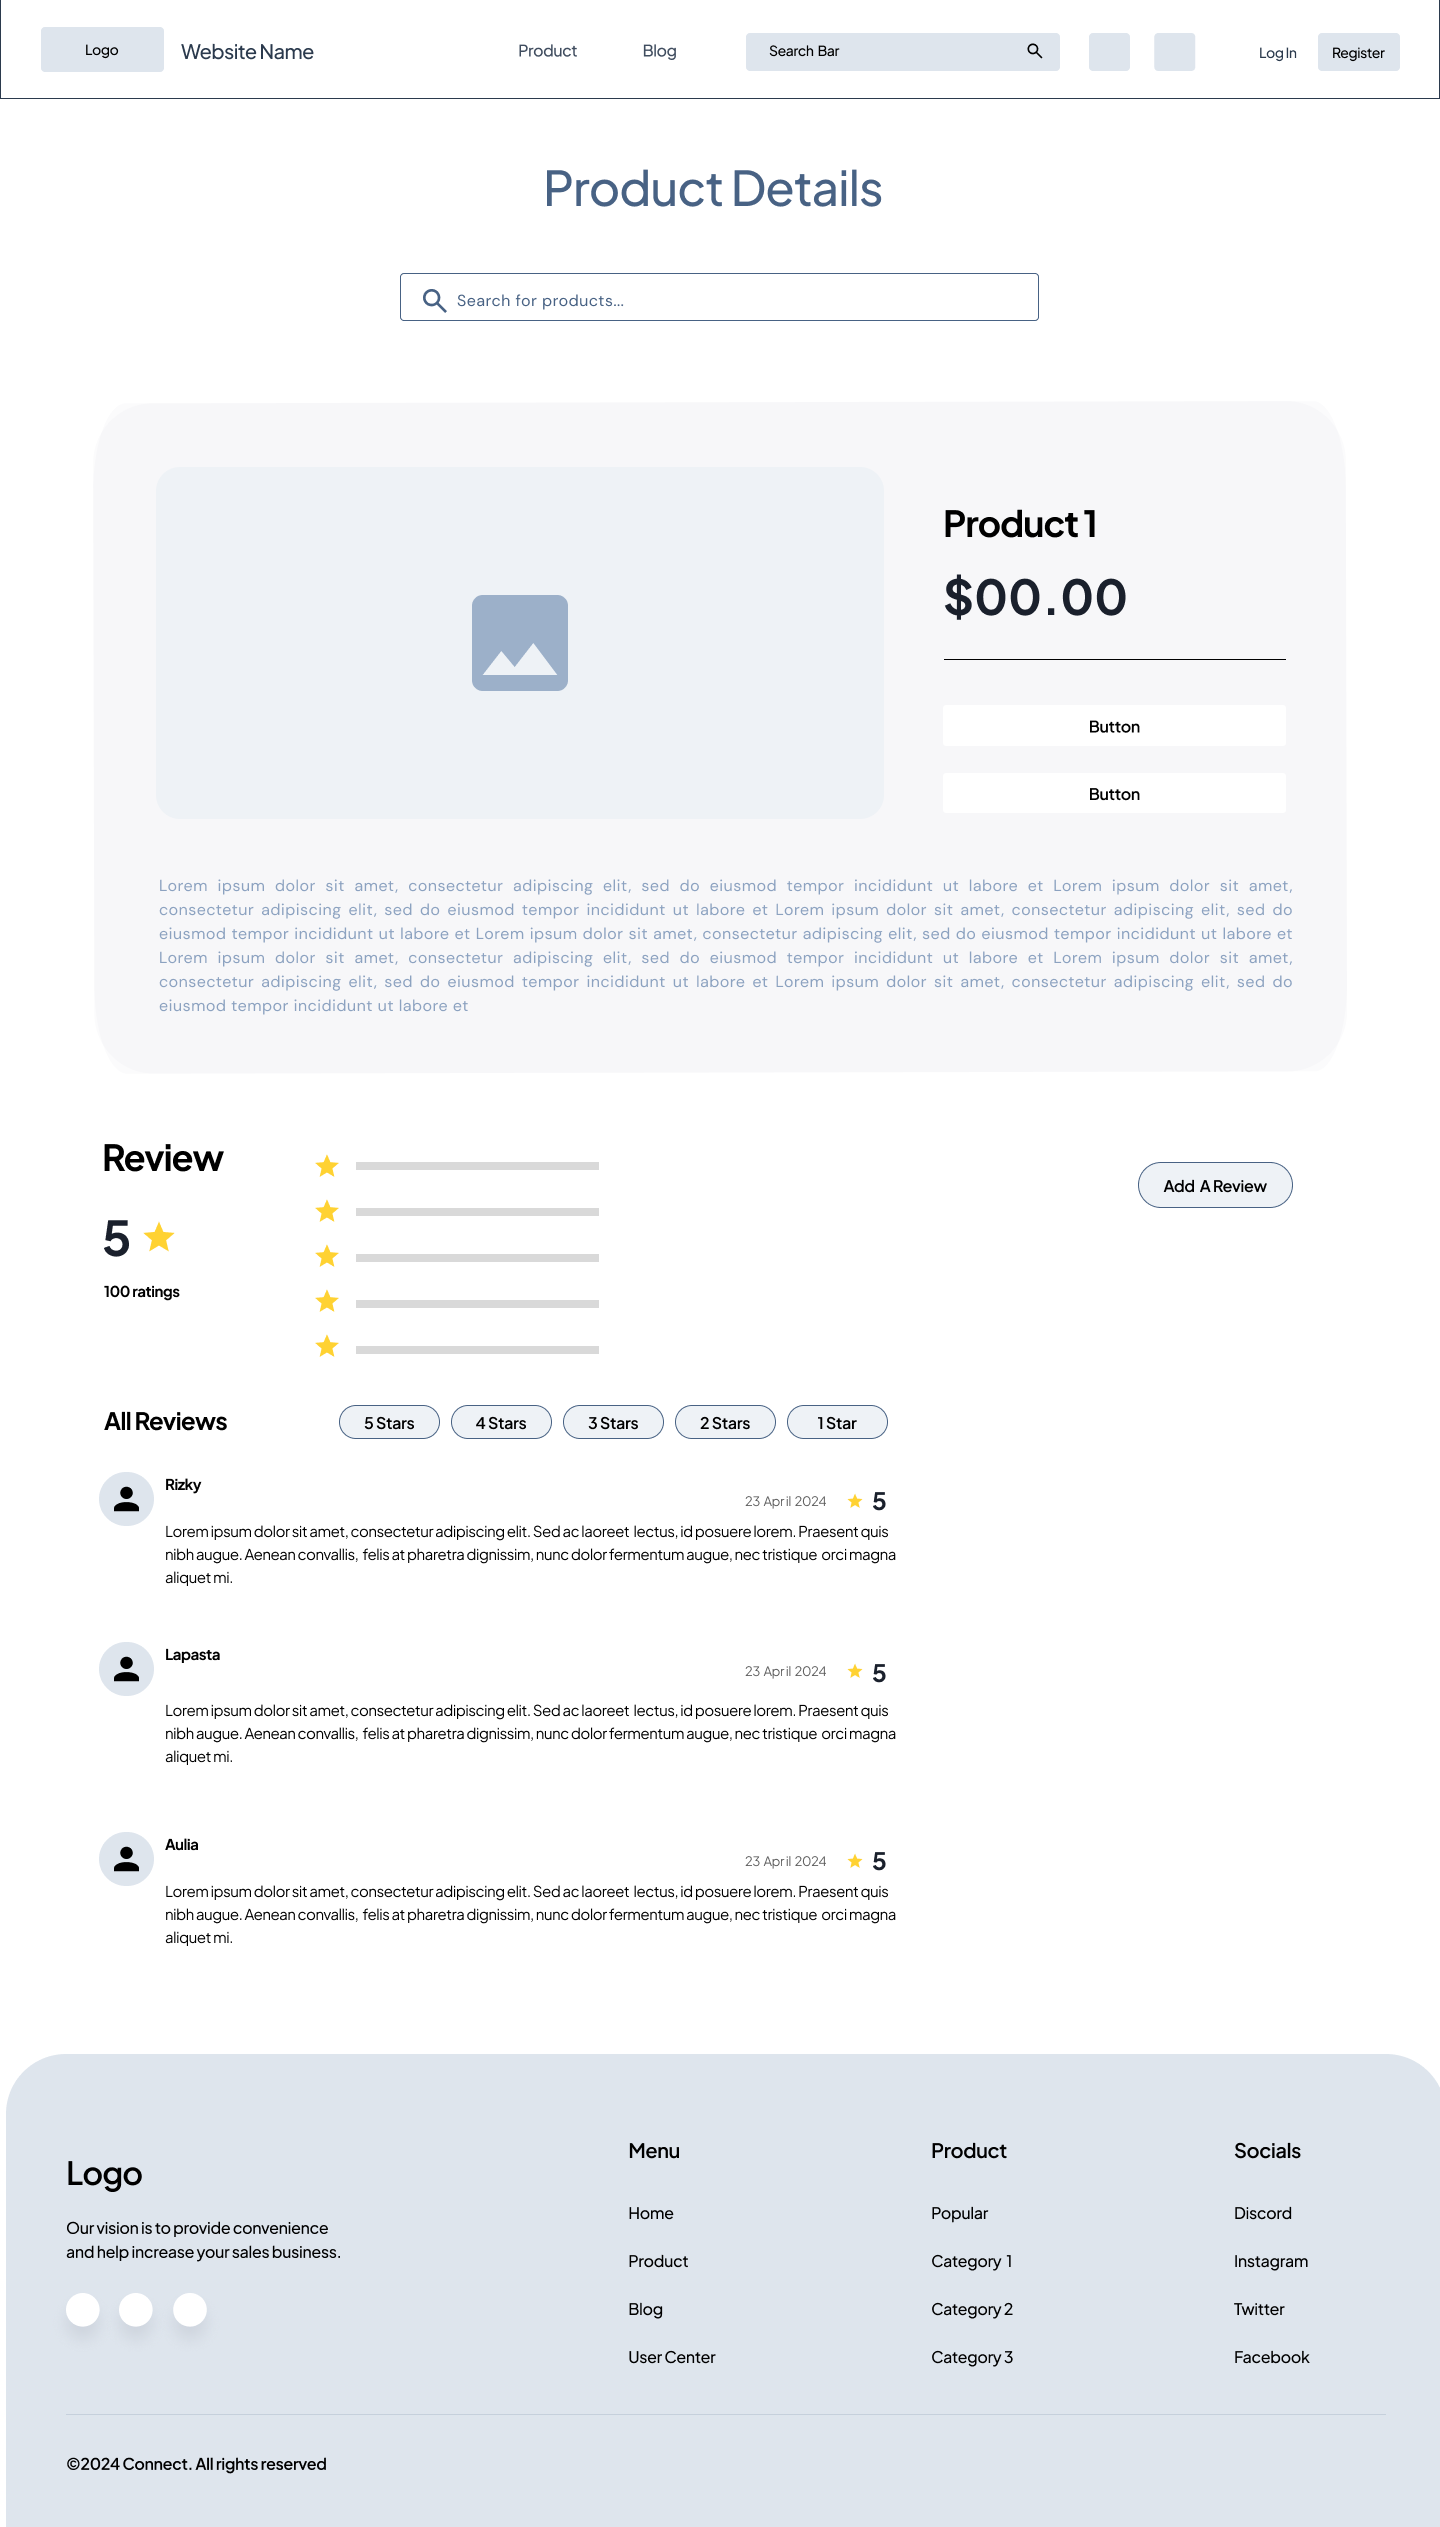 Logo
Website Name
Product
Blog
Search Bar
Log In
Register
Product Details
Search for products...
Product 1
$00.00
Button
Button
Lorem ipsum dolor sit amet, consectetur adipiscing elit, sed do eiusmod tempor incididunt ut labore et Lorem ipsum dolor sit amet,
consectetur adipiscing elit, sed do eiusmod tempor incididunt ut labore et Lorem ipsum dolor sit amet, consectetur adipiscing elit, sed do
eiusmod tempor incididunt ut labore et Lorem ipsum dolor sit amet, consectetur adipiscing elit, sed do eiusmod tempor incididunt ut labore et
Lorem ipsum dolor sit amet, consectetur adipiscing elit, sed do eiusmod tempor incididunt ut labore et Lorem ipsum dolor sit amet,
consectetur adipiscing elit, sed do eiusmod tempor incididunt ut labore et Lorem ipsum dolor sit amet, consectetur adipiscing elit, sed do
eiusmod tempor incididunt ut labore et
Review
5
100 ratings
Add A Review
All Reviews
5 Stars
4 Stars
3 Stars
2 Stars
1 Star
Rizky
23 April 2024
5
Lorem ipsum dolor sit amet, consectetur adipiscing elit. Sed ac laoreet lectus, id posuere lorem. Praesent quis
nibh augue. Aenean convallis, felis at pharetra dignissim, nunc dolor fermentum augue, nec tristique orci magna
aliquet mi.
Lapasta
23 April 2024
5
Lorem ipsum dolor sit amet, consectetur adipiscing elit. Sed ac laoreet lectus, id posuere lorem. Praesent quis
nibh augue. Aenean convallis, felis at pharetra dignissim, nunc dolor fermentum augue, nec tristique orci magna
aliquet mi.
Aulia
23 April 2024
5
Lorem ipsum dolor sit amet, consectetur adipiscing elit. Sed ac laoreet lectus, id posuere lorem. Praesent quis
nibh augue. Aenean convallis, felis at pharetra dignissim, nunc dolor fermentum augue, nec tristique orci magna
aliquet mi.
Logo
Our vision is to provide convenience
and help increase your sales business.
Menu
Home
Product
Blog
User Center
Product
Popular
Category 1
Category 2
Category 3
Socials
Discord
Instagram
Twitter
Facebook
©2024 Connect. All rights reserved